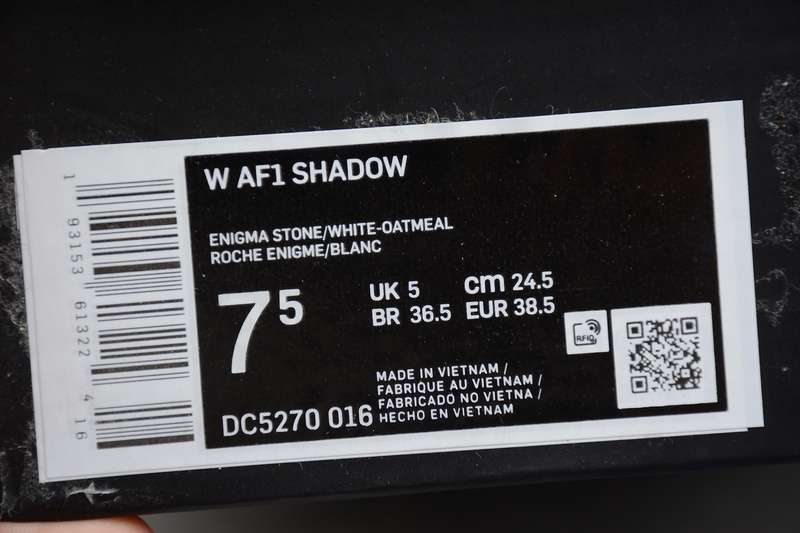 W AF1 SHADOW
ENIGMA STONE/WHITE-OATMEAL
ROCHE ENIGME/BLANC
7⁵
UK 5 cm 24.5
BR 36.5 EUR 38.5
RFID
MADE IN VIETNAM /
FABRIQUE AU VIETNAM /
FABRICADO NO VIETNA /
HECHO EN VIETNAM
DC5270 016
1 93153 61322 4 16